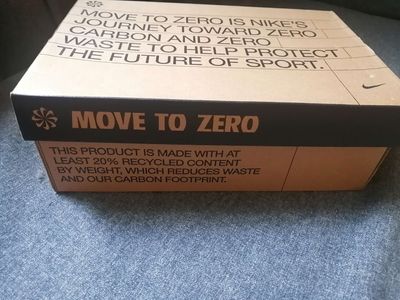 MOVE TO ZERO IS NIKE'S
JOURNEY TOWARD ZERO
CARBON AND ZERO
WASTE TO HELP PROTECT
THE FUTURE OF SPORT.
MOVE TO ZERO
THIS PRODUCT IS MADE WITH AT
LEAST 20% RECYCLED CONTENT
BY WEIGHT, WHICH REDUCES WASTE
AND OUR CARBON FOOTPRINT.